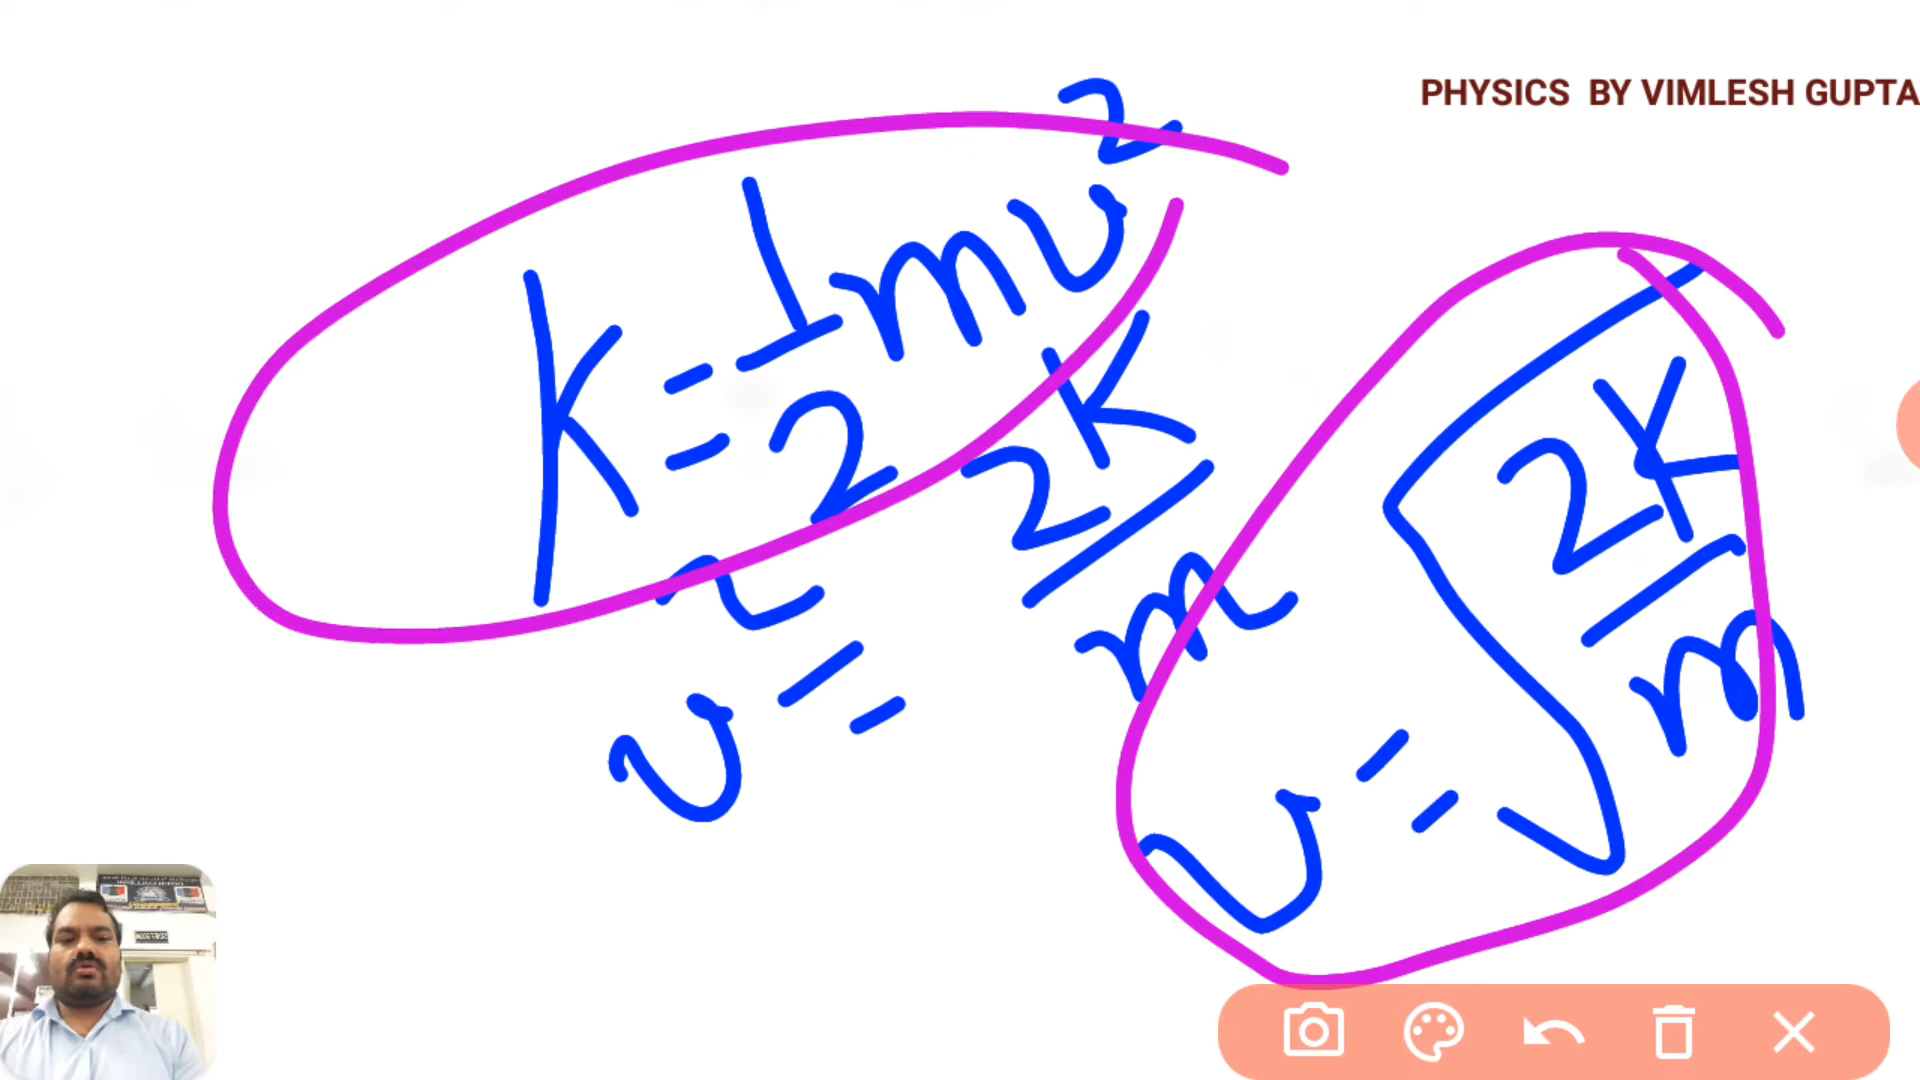 PHYSICS BY VIMLESH GUPTA
K = 1/2 mv²
v² = 2K/m
v = √(2K/m)